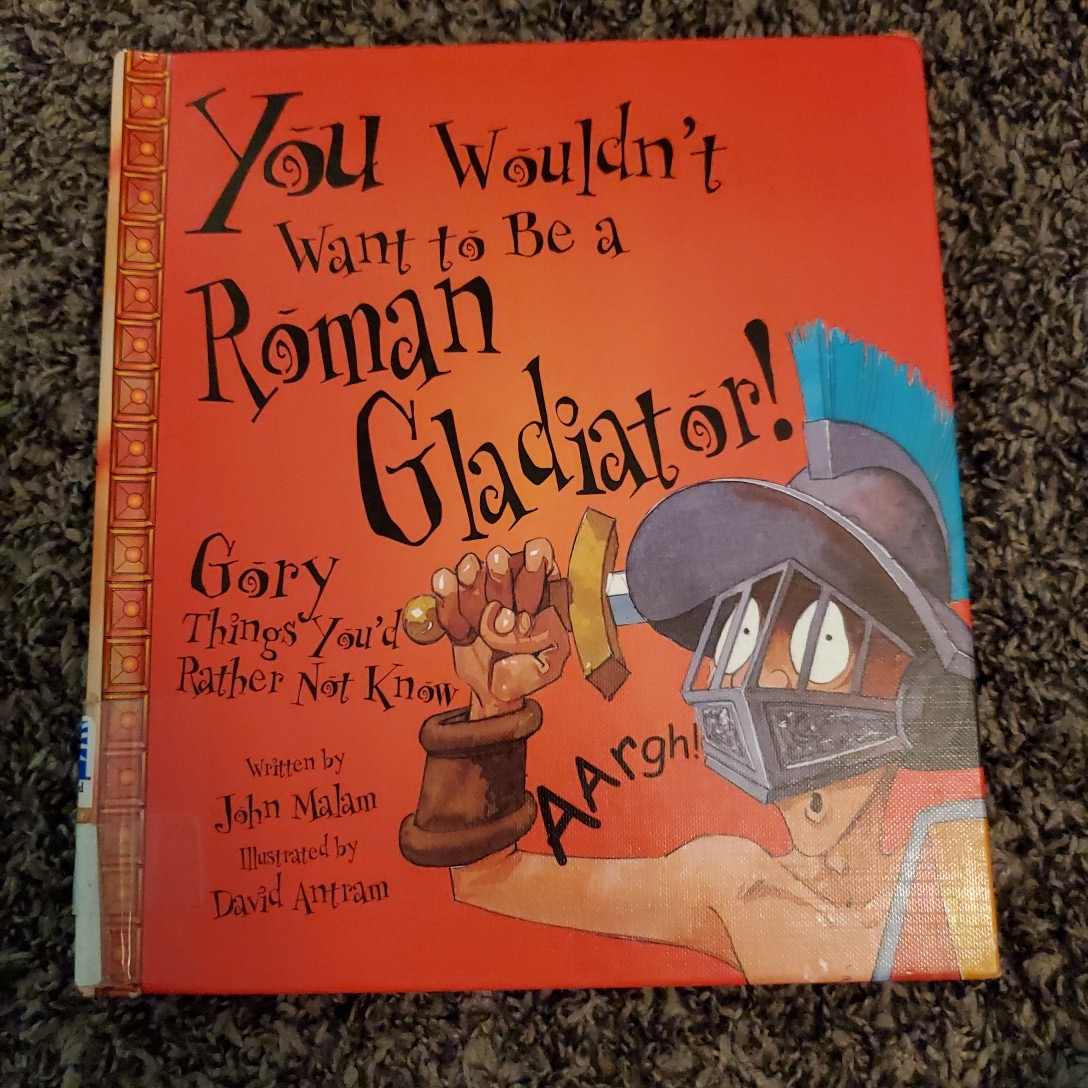 You Wouldn't
Want to Be a
Roman
Gladiator!
Gory
Things You'd
Rather Not Know
Written by
John Malam
Illustrated by
David Antram
AArgh!